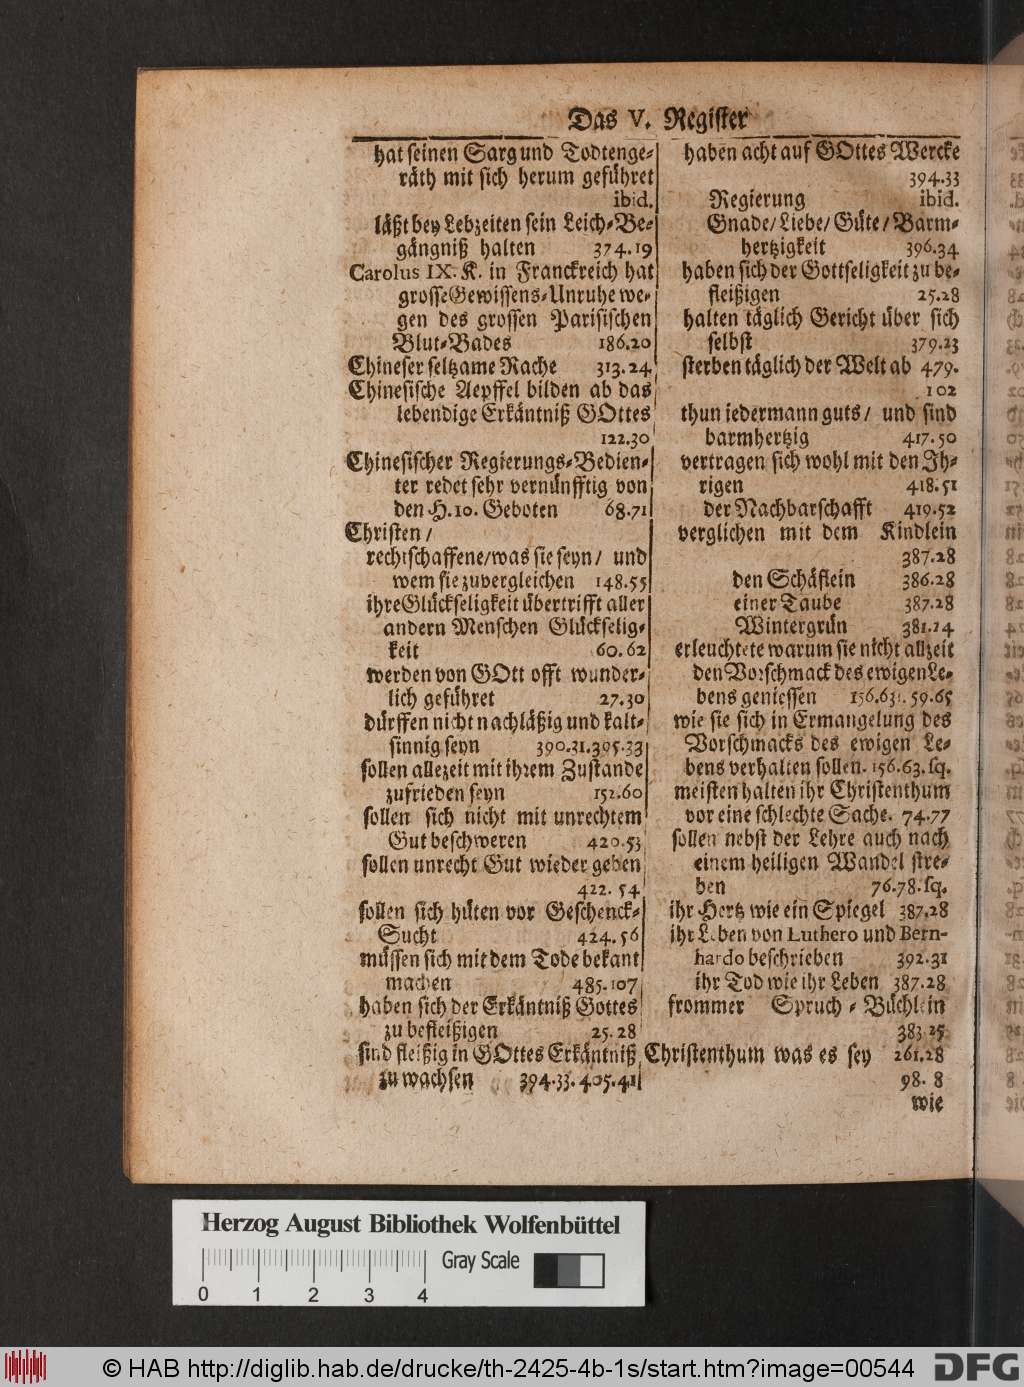 Das V. Register
hat seinen Sarg und Todtenge-
räth mit sich herum geführet
ibid.
läßt bey Lebzeiten sein Leich-Be-
gängniß halten 374.19
Carolus IX. K. in Franckreich hat
grosse Gewissens-Unruhe we-
gen des grossen Parisischen
Blut-Bades 186.20
Chineser seltzame Rache 313.24
Chinesische Aepffel bilden ab das
lebendige Erkäntniß GOttes
122.30
Chinesischer Regierungs-Bedien-
ter redet sehr vernünfftig von
den H. 10. Geboten 68.71
Christen/
rechtschaffene/was sie seyn/ und
wem sie zuvergleichen 148.55
ihre Glückseligkeit übertrifft aller
andern Menschen Glückselig-
keit 60.62
werden von GOtt offt wunder-
lich geführet 27.30
dürffen nicht nachläßig und kalt-
sinnig seyn 390.31.395.33
sollen allezeit mit ihrem Zustande
zufrieden seyn 152.60
sollen sich nicht mit unrechtem
Gut beschweren 420.53
sollen unrecht Gut wieder geben
422. 54
sollen sich hüten vor Geschenck-
Sucht 424.56
müssen sich mit dem Tode bekant
machen 485.107
haben sich der Erkäntniß Gottes
zu befleißigen 25.28
sind fleißig in GOttes Erkäntniß
zu wachsen 394.33.405.41
haben acht auf GOttes Wercke
394.33
Regierung ibid.
Gnade/Liebe/Güte/Barm-
hertzigkeit 396.34
haben sich der Gottseligkeit zu be-
fleißigen 25.28
halten täglich Gericht über sich
selbst 379.23
sterben täglich der Welt ab 479.
102
thun jedermann guts/ und sind
barmhertzig 417.50
vertragen sich wohl mit den Ih-
rigen 418.51
der Nachbarschafft 419.52
verglichen mit dem Kindlein
387.28
den Schäflein 386.28
einer Taube 387.28
Wintergrün 381.24
erleuchtete warum sie nicht allzeit
den Vorschmack des ewigen Le-
bens geniessen 59.65
wie sie sich in Ermangelung des
Vorschmacks des ewigen Le-
bens verhalten sollen. 156.63.sq.
meisten halten ihr Christenthum
vor eine schlechte Sache. 74.77
sollen nebst der Lehre auch nach
einem heiligen Wandel stre-
ben 76.78.sq.
ihr Hertz wie ein Spiegel 387.28
ihr Leben von Luthero und Bern-
hardo beschrieben 392.31
ihr Tod wie ihr Leben 387.28
frommer Spruch-Büchlein
383.25
Christenthum was es sey 261.28
98. 8
wie
Herzog August Bibliothek Wolfenbüttel
Gray Scale
0 1 2 3 4
© HAB http://diglib.hab.de/drucke/th-2425-4b-1s/start.htm?image=00544
DFG